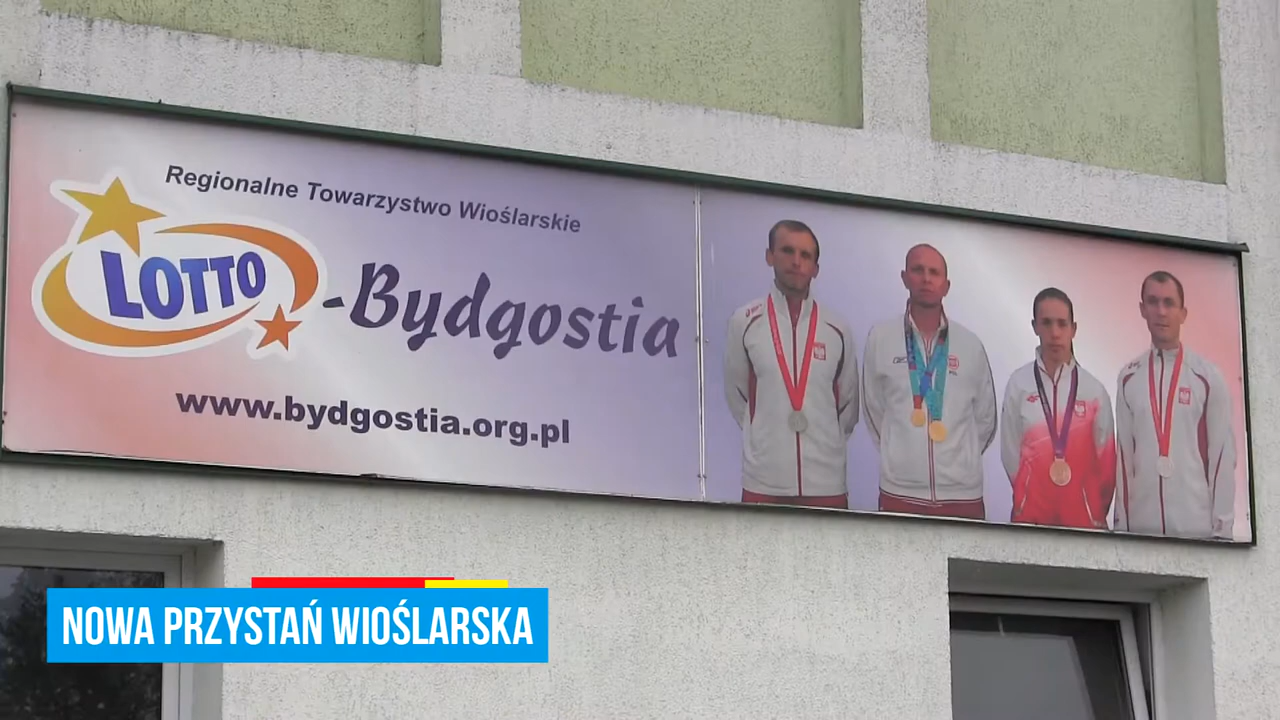 Regionalne Towarzystwo Wioślarskie
LOTTO
-Bydgostia
www.bydgostia.org.pl
NOWA PRZYSTAŃ WIOŚLARSKA